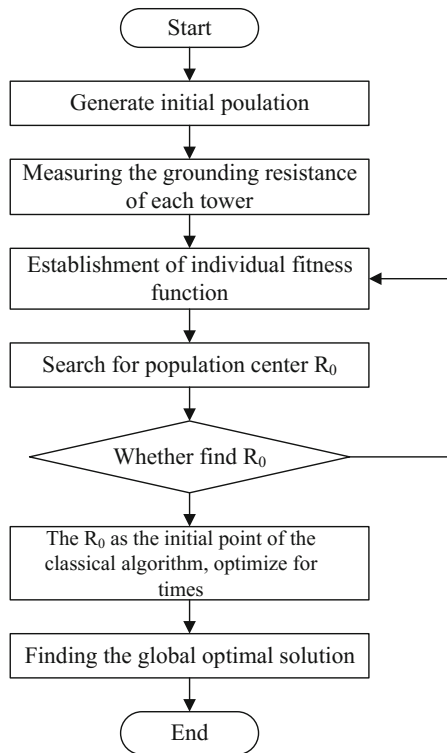 Start
Generate initial poulation
Measuring the grounding resistance
of each tower
Establishment of individual fitness
function
Search for population center R₀
Whether find R₀
The R₀ as the initial point of the
classical algorithm, optimize for
times
Finding the global optimal solution
End